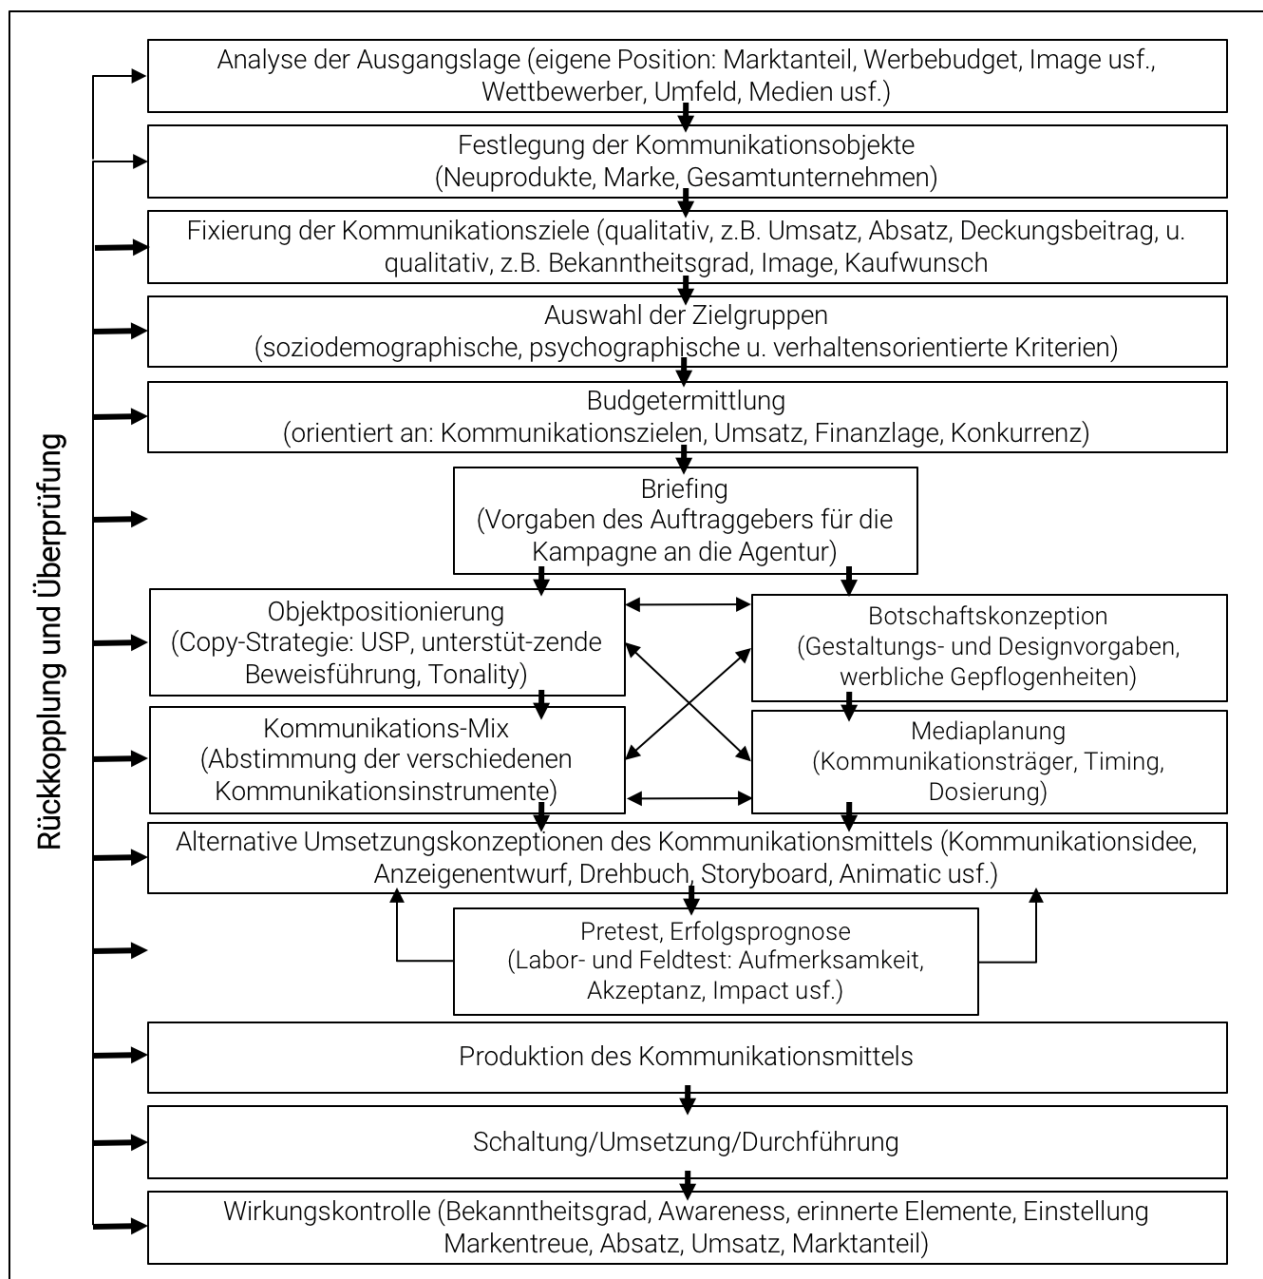 Analyse der Ausgangslage (eigene Position: Marktanteil, Werbebudget, Image usf.,
Wettbewerber, Umfeld, Medien usf.)
Festlegung der Kommunikationsobjekte
(Neuprodukte, Marke, Gesamtunternehmen)
Fixierung der Kommunikationsziele (qualitativ, z.B. Umsatz, Absatz, Deckungsbeitrag, u.
qualitativ, z.B. Bekanntheitsgrad, Image, Kaufwunsch
Auswahl der Zielgruppen
(soziodemographische, psychographische u. verhaltensorientierte Kriterien)
Budgetermittlung
(orientiert an: Kommunikationszielen, Umsatz, Finanzlage, Konkurrenz)
Rückkopplung und Überprüfung
Briefing
(Vorgaben des Auftraggebers für die
Kampagne an die Agentur)
Objektpositionierung
(Copy-Strategie: USP, unterstüt-zende
Beweisführung, Tonality)
Botschaftskonzeption
(Gestaltungs- und Designvorgaben,
werbliche Gepflogenheiten)
Kommunikations-Mix
(Abstimmung der verschiedenen
Kommunikationsinstrumente)
Mediaplanung
(Kommunikationsträger, Timing,
Dosierung)
Alternative Umsetzungskonzeptionen des Kommunikationsmittels (Kommunikationsidee,
Anzeigenentwurf, Drehbuch, Storyboard, Animatic usf.)
Pretest, Erfolgsprognose
(Labor- und Feldtest: Aufmerksamkeit,
Akzeptanz, Impact usf.)
Produktion des Kommunikationsmittels
Schaltung/Umsetzung/Durchführung
Wirkungskontrolle (Bekanntheitsgrad, Awareness, erinnerte Elemente, Einstellung
Markentreue, Absatz, Umsatz, Marktanteil)